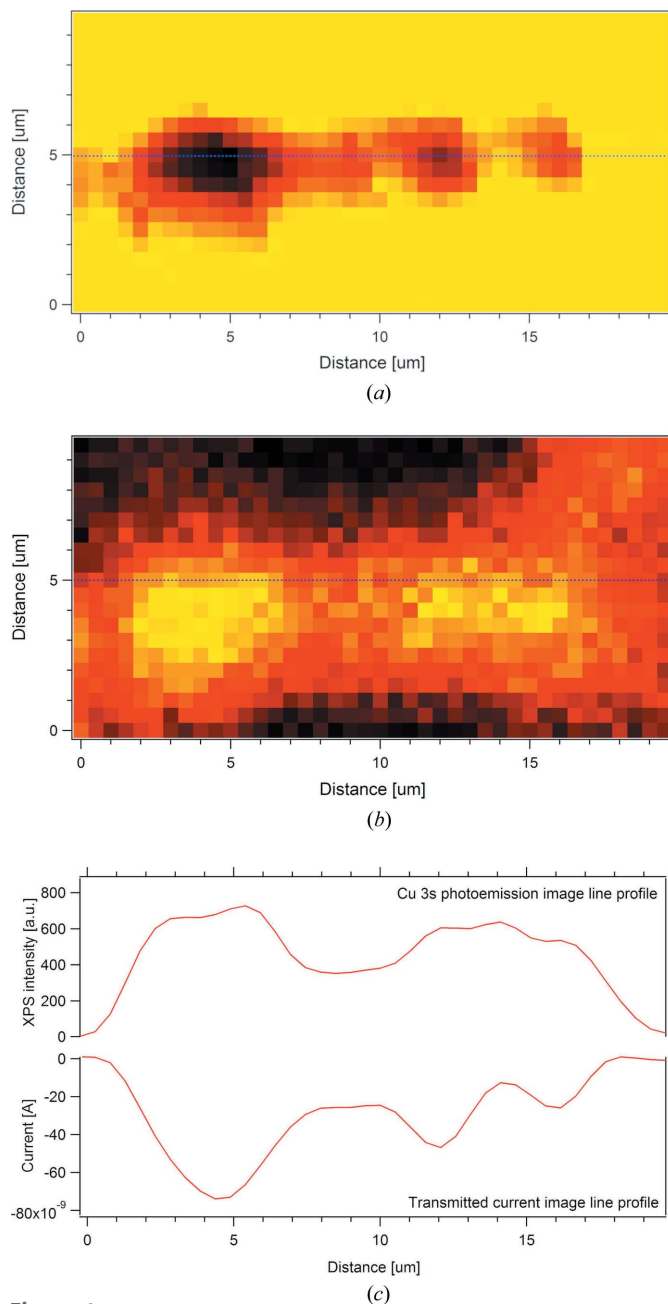 Distance [um]
5
0
0 5 10 15
Distance [um]
(a)
Distance [um]
5
0
0 5 10 15
Distance [um]
(b)
Cu 3s photoemission image line profile
XPS intensity [a.u.]
800
600
400
200
0
Current [A]
0
-20
-40
-60
-80x10⁻⁹
Transmitted current image line profile
0 5 10 15
Distance [um]
(c)